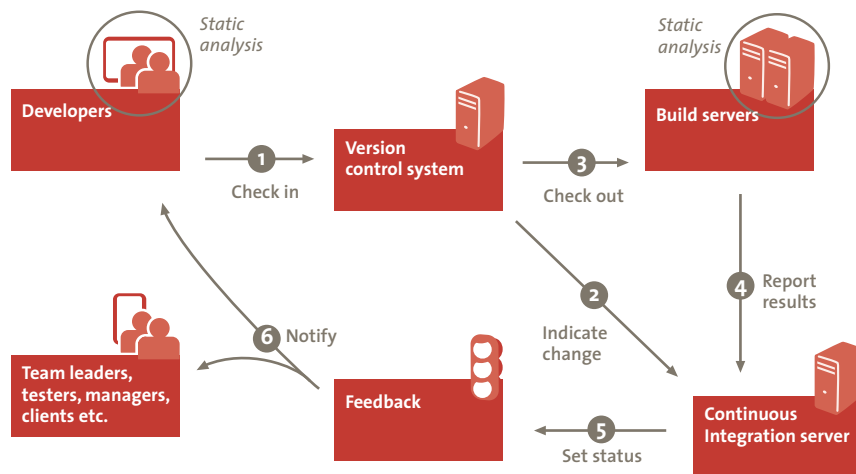 Static
analysis
Static
analysis
Developers
Build servers
Version
control system
1
Check in
3
Check out
2
Indicate
change
4
Report
results
6 Notify
Team leaders,
testers, managers,
clients etc.
Feedback
5
Set status
Continuous
Integration server